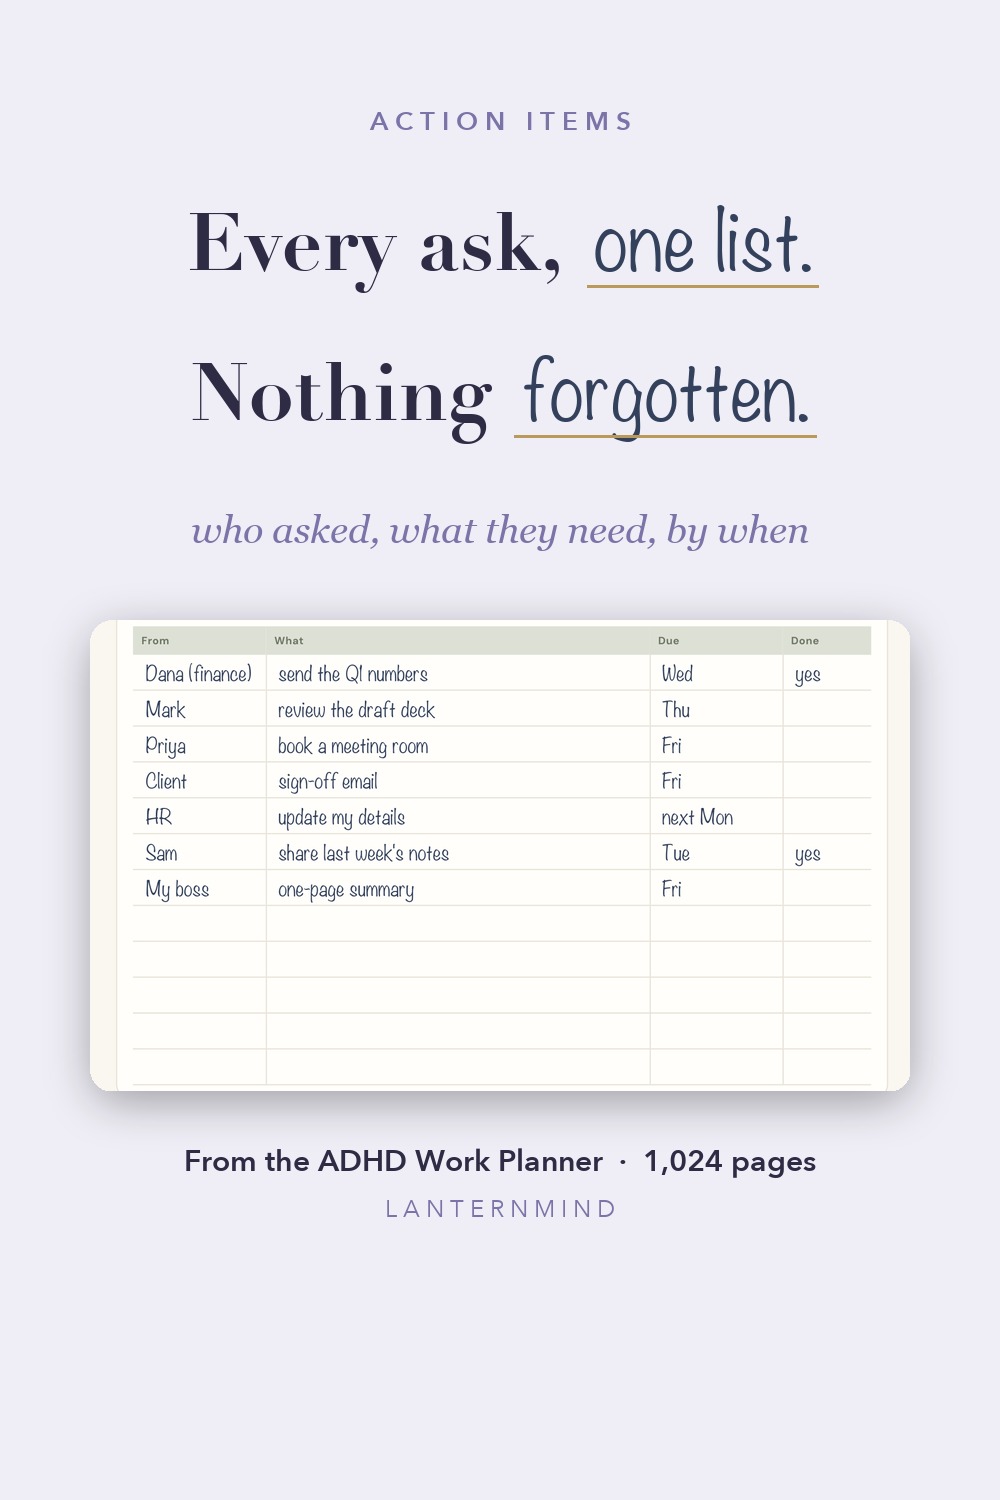 ACTION ITEMS
Every ask, one list.
Nothing forgotten.
who asked, what they need, by when
From What Due Done
Dana (finance) send the Q1 numbers Wed yes
Mark review the draft deck Thu
Priya book a meeting room Fri
Client sign-off email Fri
HR update my details next Mon
Sam share last week's notes Tue yes
My boss one-page summary Fri
From the ADHD Work Planner · 1,024 pages
LANTERNMIND